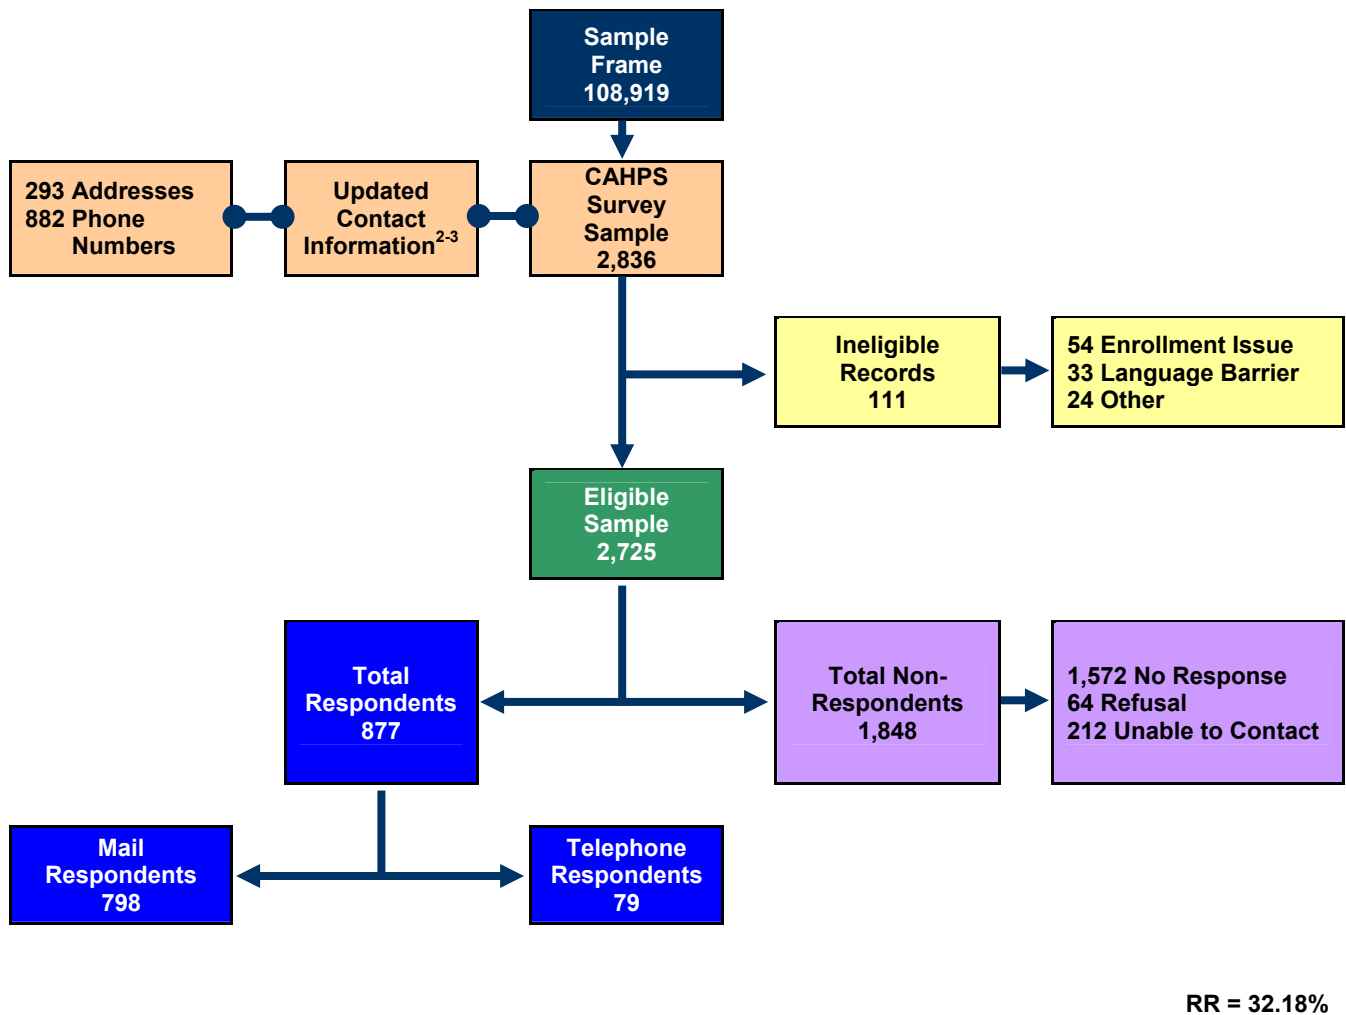 Sample
Frame
108,919
293 Addresses
882 Phone
Numbers
Updated
Contact
Information2-3
CAHPS
Survey
Sample
2,836
Ineligible
Records
111
54 Enrollment Issue
33 Language Barrier
24 Other
Eligible
Sample
2,725
Total
Respondents
877
Total Non-
Respondents
1,848
1,572 No Response
64 Refusal
212 Unable to Contact
Mail
Respondents
798
Telephone
Respondents
79
RR = 32.18%